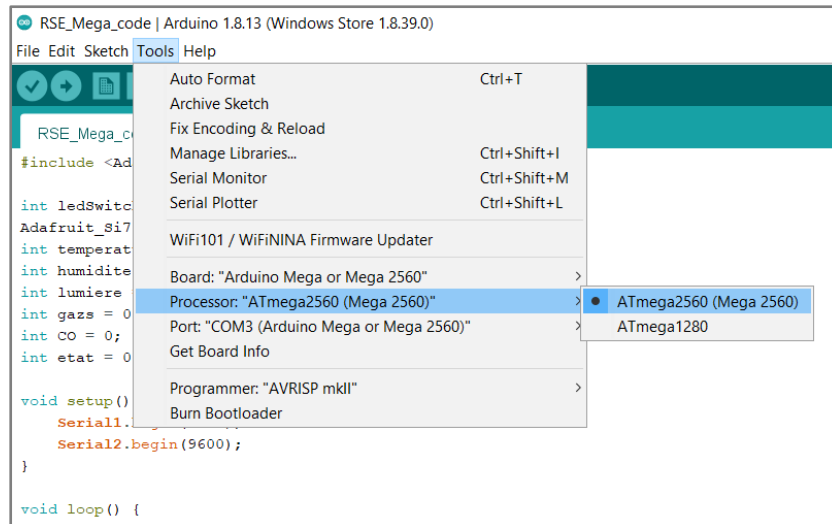 RSE_Mega_code | Arduino 1.8.13 (Windows Store 1.8.39.0)
File Edit Sketch Tools Help
Auto Format Ctrl+T
Archive Sketch
Fix Encoding & Reload
Manage Libraries... Ctrl+Shift+I
Serial Monitor Ctrl+Shift+M
Serial Plotter Ctrl+Shift+L
WiFi101 / WiFiNINA Firmware Updater
Board: "Arduino Mega or Mega 2560"
Processor: "ATmega2560 (Mega 2560)"
Port: "COM3 (Arduino Mega or Mega 2560)"
Get Board Info
Programmer: "AVRISP mkII"
Burn Bootloader
ATmega2560 (Mega 2560)
ATmega1280
RSE_Mega_c
#include <Ad
int ledSwitc
Adafruit_Si7
int temperat
int humidite
int lumiere
int gazs = 0
int CO = 0;
int etat = 0
void setup()
Serial1.
Serial2.begin(9600);
}
void loop() {